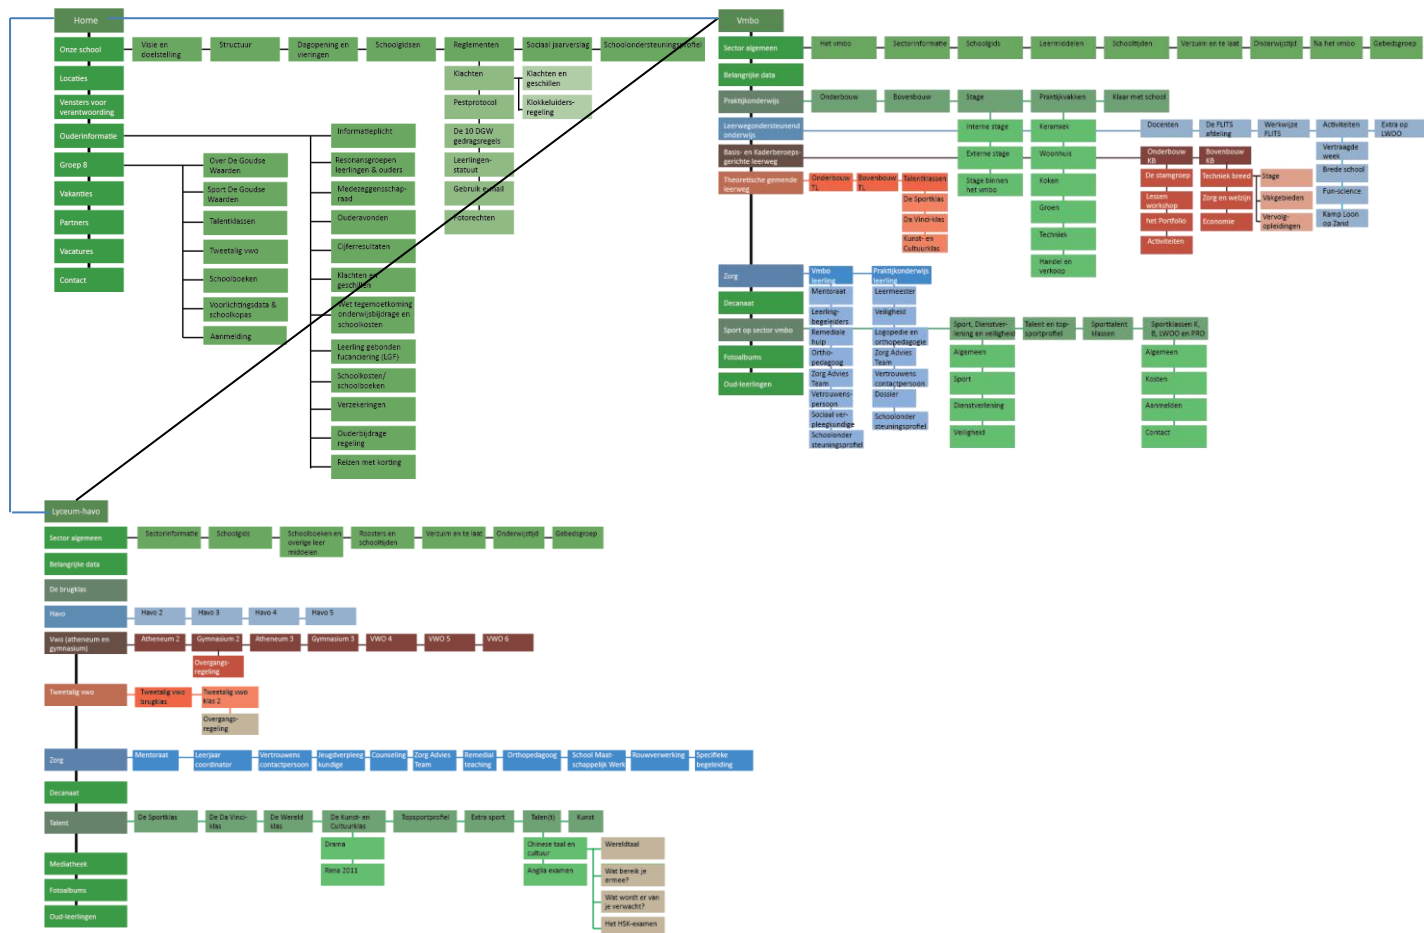 Home
Onze school
Visie en
doelstelling
Structuur
Dagopening en
vieringen
Schoolgidsen
Reglementen
Sociaal jaarverslag
Schoolondersteuningsprofiel
Locaties
Klachten
Klachten en
geschillen
Vensters voor
verantwoording
Pestprotocol
Klokkeluiders-
regeling
Ouderinformatie
Informatieplicht
De 10 DGW
gedragsregels
Groep 8
Over De Goudse
Waarden
Resonansgroepen
leerlingen & ouders
Leerlingen-
statuut
Vakanties
Sport De Goudse
Waarden
Medezeggenschap-
raad
Gebruik e-mail
Partners
Talentklassen
Ouderavonden
Fotorechten
Vacatures
Tweetalig vwo
Cijferresultaten
Contact
Schoolboeken
Klachten en
geschillen
Voorlichtingsdata &
schoolkopas
Wet tegemoetkoming
onderwijsbijdrage en
schoolkosten
Aanmelding
Leerling gebonden
fucanciering (LGF)
Schoolkosten/
schoolboeken
Verzekeringen
Ouderbijdrage
regeling
Reizen met korting
Vmbo
Sector algemeen
Het vmbo
Sectorinformatie
Schoolgids
Leermiddelen
Schooltijden
Verzuim en te laat
Onderwijstijd
Na het vmbo
Gebedsgroep
Belangrijke data
Praktijkonderwijs
Onderbouw
Bovenbouw
Stage
Praktijkvakken
Klaar met school
Interne stage
Externe stage
Stage binnen
het vmbo
Keramiek
Woonhuis
Koken
Groen
Techniek
Handel en
verkoop
Leerwegondersteunend
onderwijs
Docenten
De FLITS
afdeling
Werkwijze
FLITS
Activiteiten
Extra op
LWOO
Vertraagde
week
Brede school
Fun-science
Kamp Loon
op Zand
Basis- en Kaderberoeps-
gerichte leerweg
Onderbouw
KB
Bovenbouw
KB
De stamgroep
Lessen
workshop
het Portfolio
Activiteiten
Techniek breed
Zorg en welzijn
Economie
Stage
Vakgebieden
Vervolg-
opleidingen
Theoretische gemende
leerweg
Onderbouw
TL
Bovenbouw
TL
Talentklassen
De Sportklas
Da Vinci-klas
Kunst- en
Cultuurklas
Zorg
Vmbo
leerling
Praktijkonderwijs
leerling
Mentoraat
Leerling-
begeleiders
Remediale
hulp
Ortho-
pedagoog
Zorg Advies
Team
Vetrouwens-
persoon
Sociaal ver-
pleegkundige
Schoolonder
steuningsprofiel
Leermeester
Veiligheid
Logopedie en
orthopedagogie
Zorg Advies
Team
Vertrouwens
contactpersoon
Dossier
Schoolonder
steuningsprofiel
Decanaat
Sport op sector vmbo
Sport, Dienstver-
lening en veiligheid
Talent en top-
sportprofiel
Sporttalent
klassen
Sportklassen K,
B, LWOO en PRO
Algemeen
Sport
Dienstverlening
Veiligheid
Algemeen
Kosten
Aanmelden
Contact
Fotoalbums
Oud-leerlingen
Lyceum-havo
Sector algemeen
Sectorinformatie
Schoolgids
Schoolboeken en
overige leer
middelen
Roosters en
schooltijden
Verzuim en te laat
Onderwijstijd
Gebedsgroep
Belangrijke data
De brugklas
Havo
Havo 2
Havo 3
Havo 4
Havo 5
Vwo (atheneum en
gymnasium)
Atheneum 2
Gymnasium 2
Atheneum 3
Gymnasium 3
VWO 4
VWO 5
VWO 6
Overgangs-
regeling
Tweetalig vwo
Tweetalig vwo
brugklas
Tweetalig vwo
klas 2
Overgangs-
regeling
Zorg
Mentoraat
Leerjaar
coordinator
Vertrouwens
contactpersoon
Jeugdverpleeg
kundige
Counseling
Zorg Advies
Team
Remedial
teaching
Orthopedagoog
School Maat-
schappelijk Werk
Rouwverwerking
Specifieke
begeleiding
Decanaat
Talent
De Sportklas
De Da Vinci-
klas
De Wereld
klas
De Kunst- en
Cultuurklas
Topsportprofiel
Extra sport
Talen(t)
Kunst
Drama
Rima 2011
Chinese taal en
cultuur
Anglia examen
Wereldtaal
Wat bereik je
ermee?
Wat wordt er van
je verwacht?
Het HSK-examen
Mediatheek
Fotoalbums
Oud-leerlingen